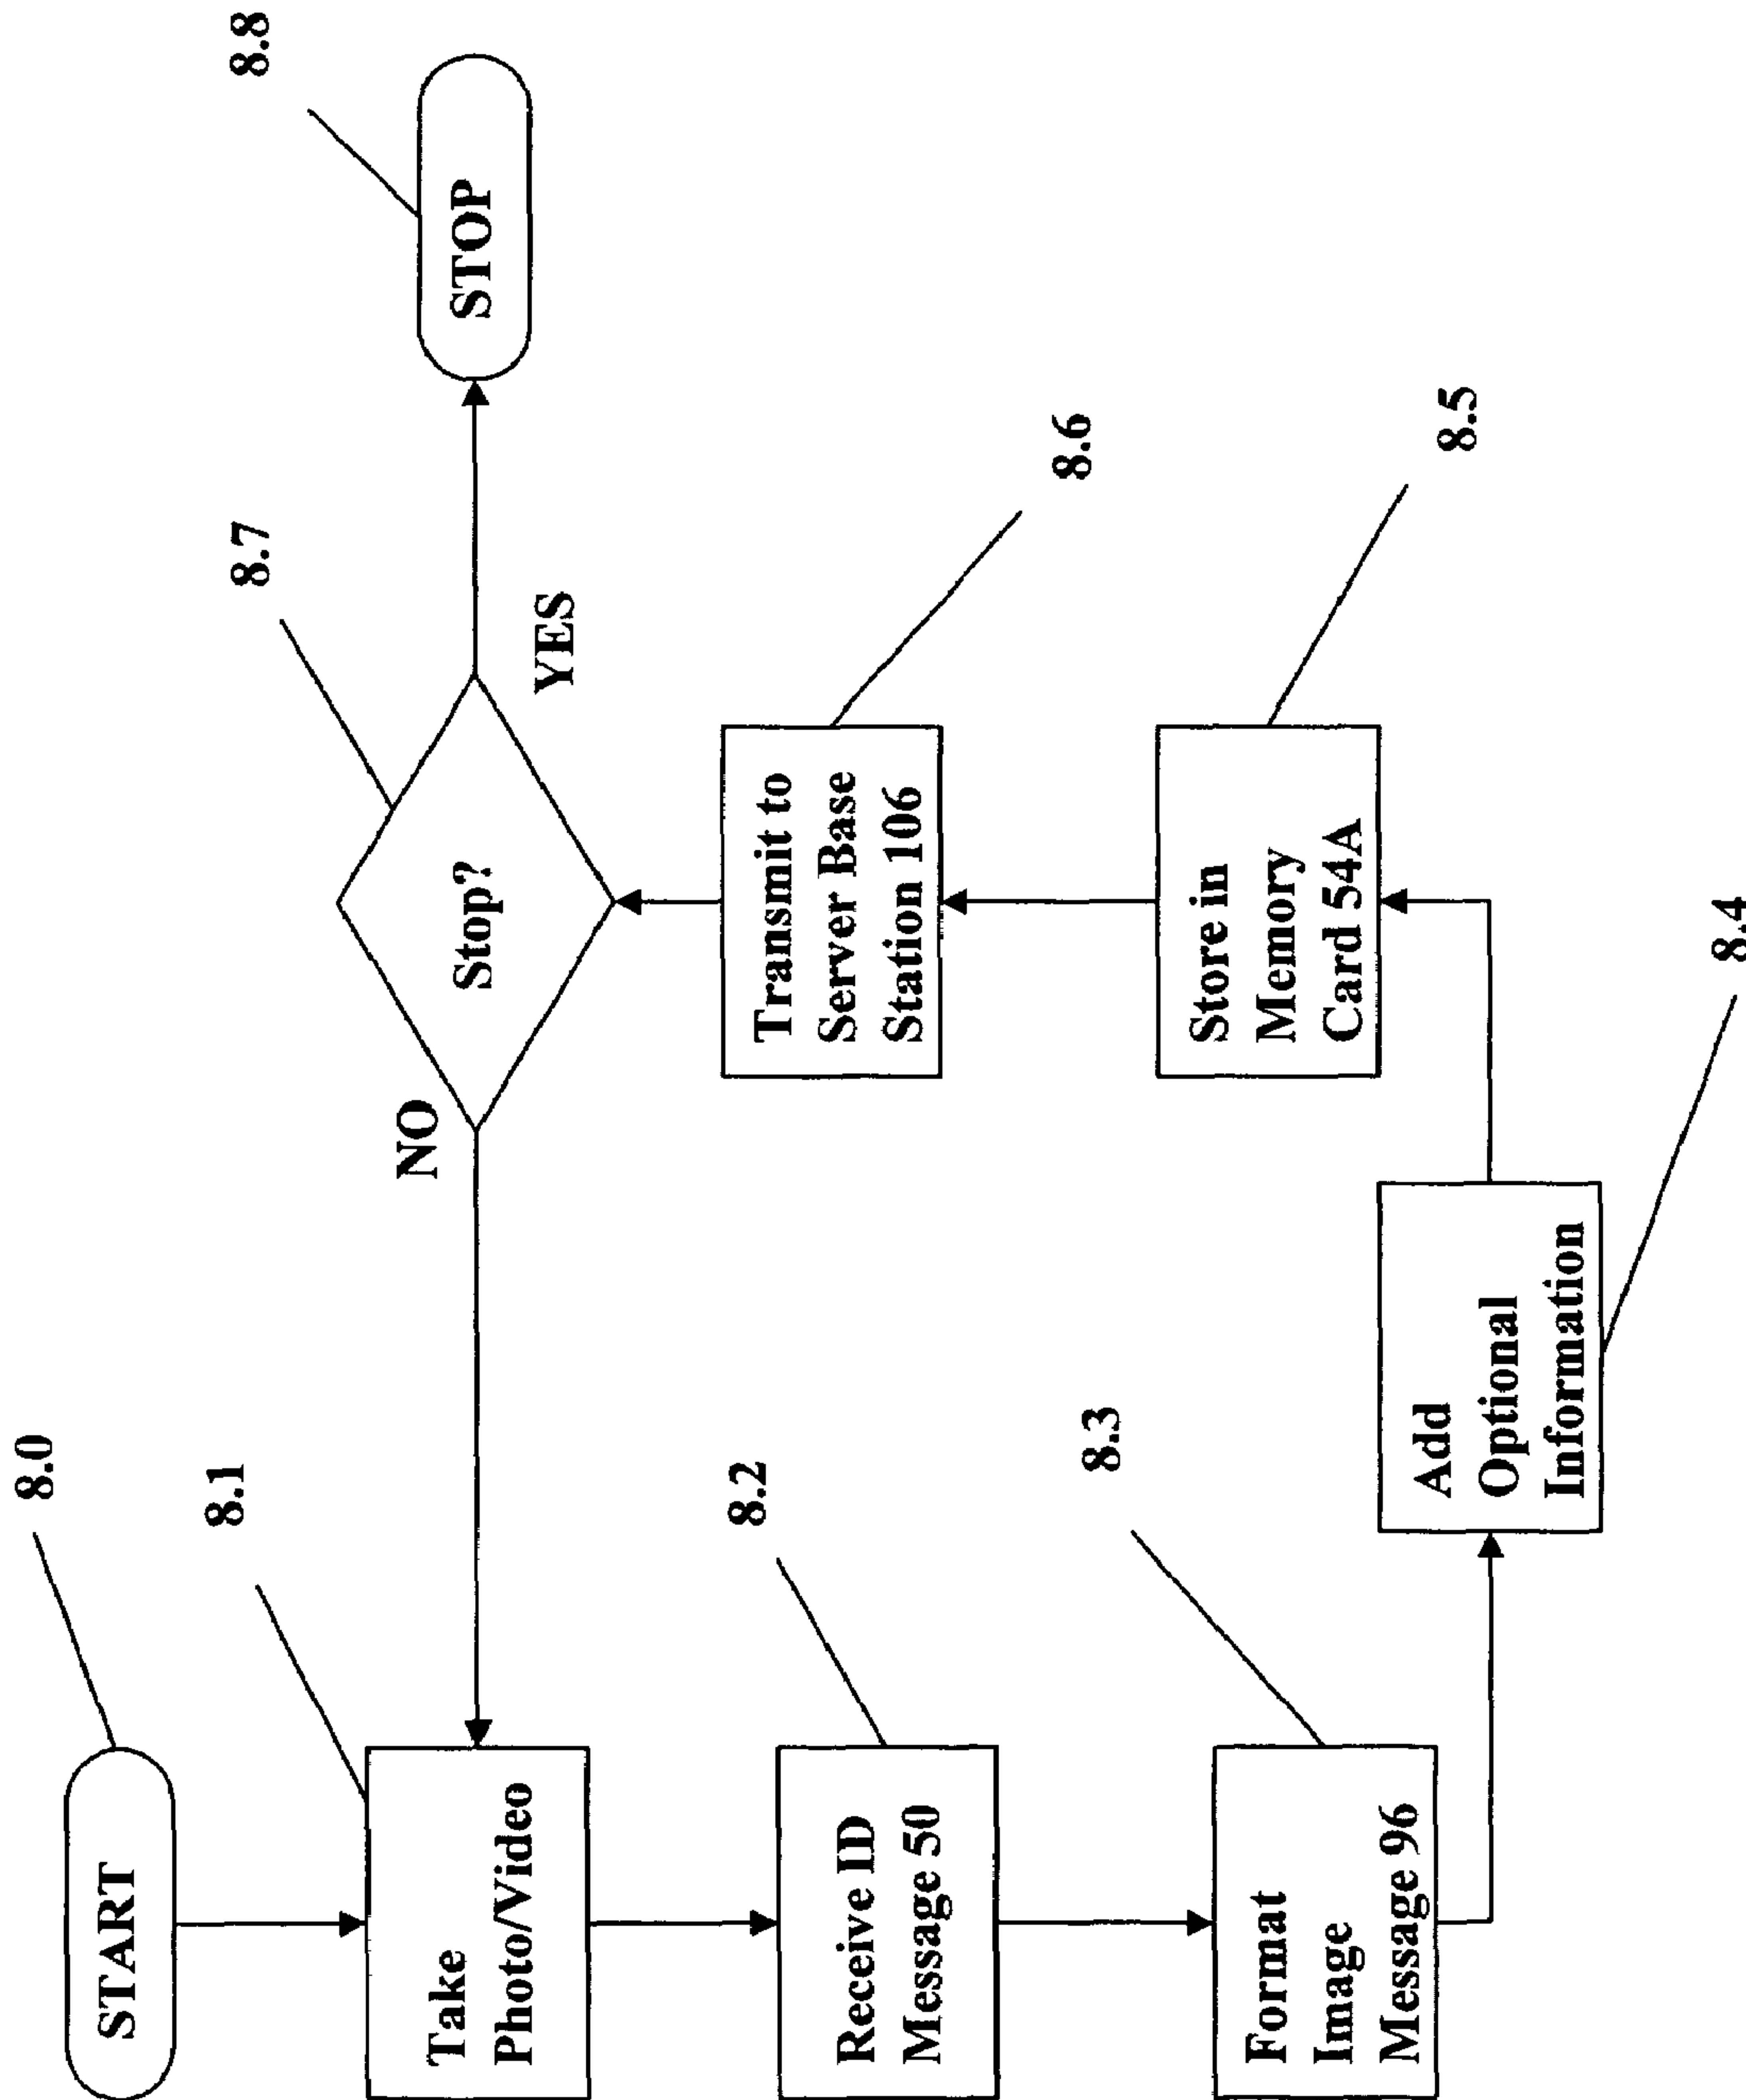 START
8.0
Take
Photo/Video
8.1
Receive ID
Message 50
8.2
Format
Image
Message 96
8.3
Add
Optional
Information
8.4
Store in
Memory
Card 54A
8.5
Transmit to
Server Base
Station 106
8.6
Stop?
8.7
NO
YES
STOP
8.8